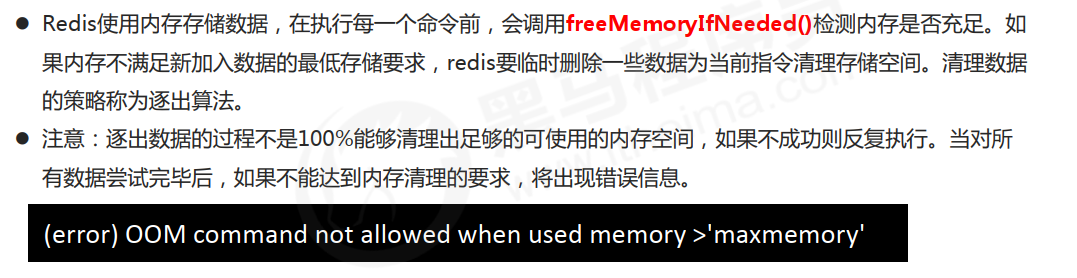 Redis使用内存存储数据，在执行每一个命令前，会调用freeMemoryIfNeeded()检测内存是否充足。如
果内存不满足新加入数据的最低存储要求，redis要临时删除一些数据为当前指令清理存储空间。清理数据
的策略称为逐出算法。
注意：逐出数据的过程不是100%能够清理出足够的可使用的内存空间，如果不成功则反复执行。当对所
有数据尝试完毕后，如果不能达到内存清理的要求，将出现错误信息。
(error) OOM command not allowed when used memory >'maxmemory'